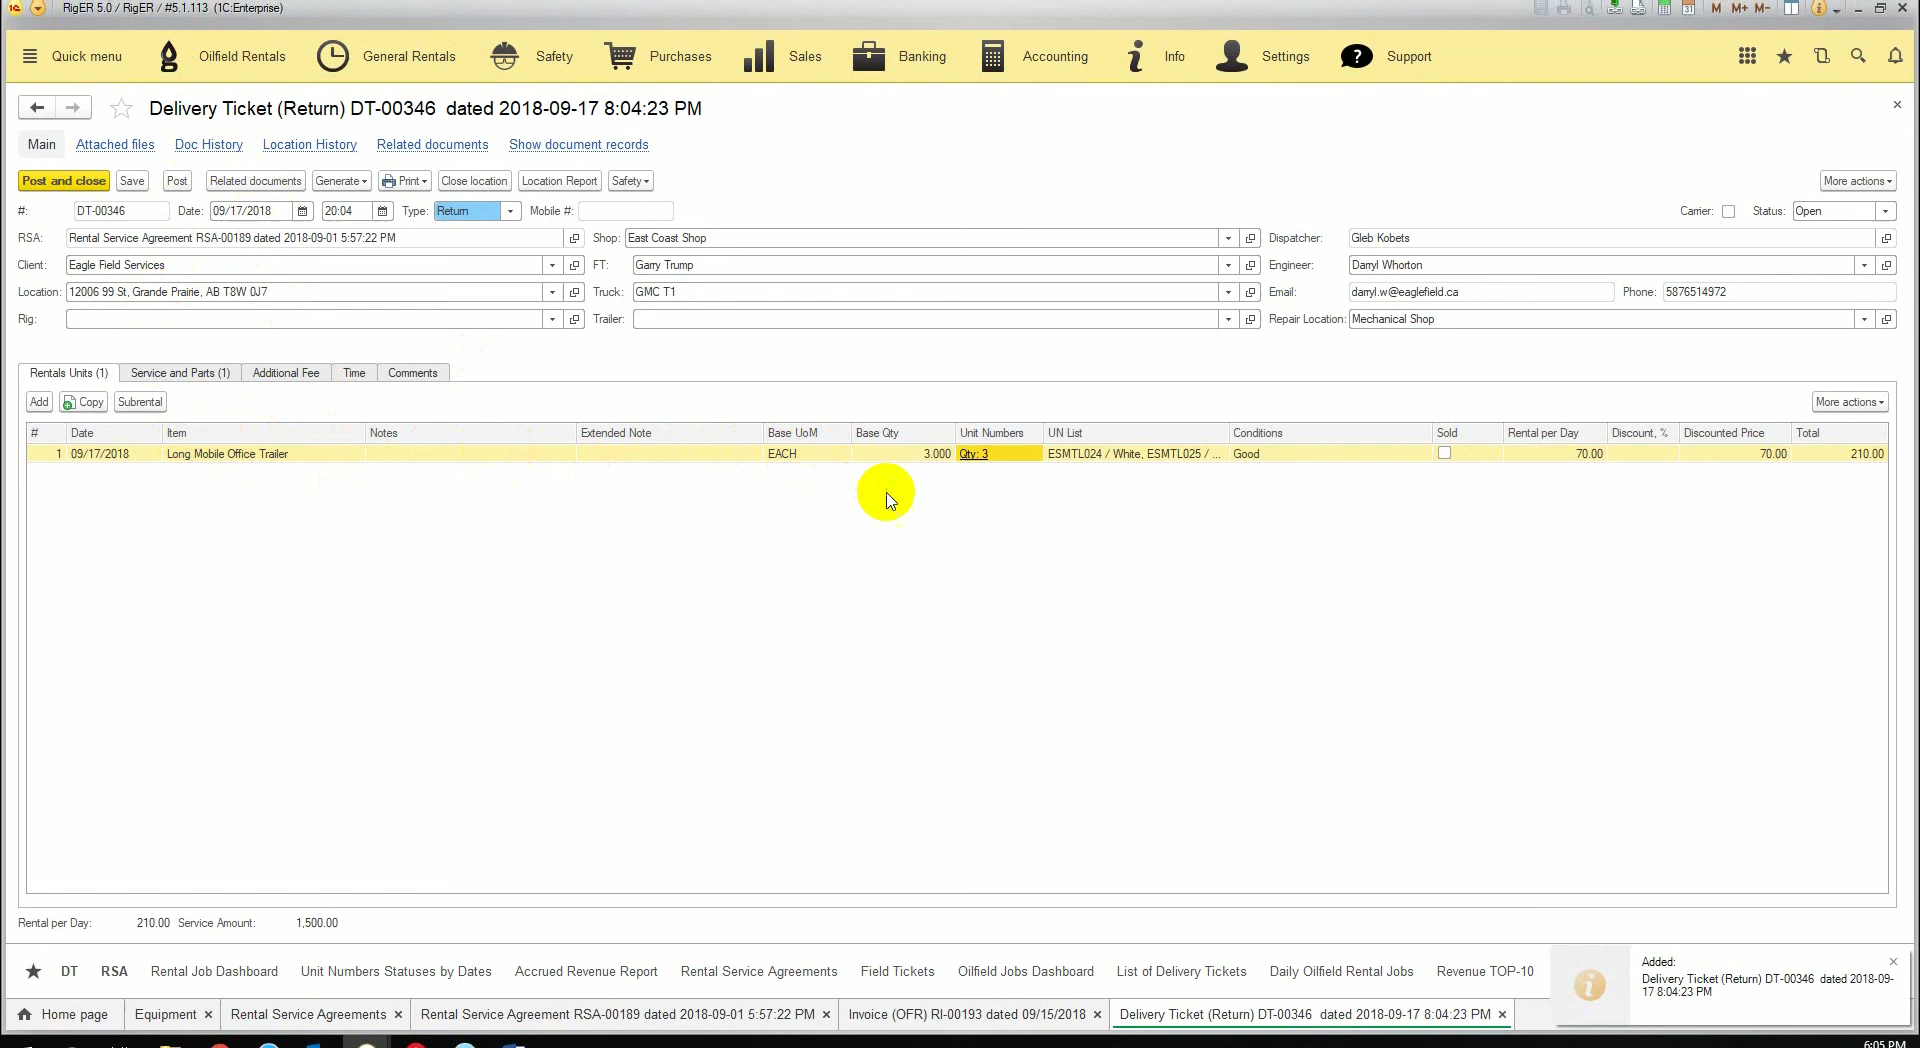 RigER 5.0 / RigER / #5.1.113 (1C:Enterprise)
M M+ M-
Quick menu Oilfield Rentals General Rentals Safety Purchases Sales Banking Accounting Info Settings Support
Delivery Ticket (Return) DT-00346 dated 2018-09-17 8:04:23 PM
Main Attached files Doc History Location History Related documents Show document records
Post and close Save Post Related documents Generate Print Close location Location Report Safety More actions
#: DT-00346 Date: 09/17/2018 20:04 Type: Return Mobile #: Carrier: Status: Open
RSA: Rental Service Agreement RSA-00189 dated 2018-09-01 5:57:22 PM Shop: East Coast Shop Dispatcher: Gleb Kobets
Client: Eagle Field Services FT: Garry Trump Engineer: Darryl Whorton
Location: 12006 99 St, Grande Prairie, AB T8W 0J7 Truck: GMC T1 Email: darryl.w@eaglefield.ca Phone: 5876514972
Rig: Trailer: Repair Location: Mechanical Shop
Rentals Units (1) Service and Parts (1) Additional Fee Time Comments
Add Copy Subrental More actions
# Date Item Notes Extended Note Base UoM Base Qty Unit Numbers UN List Conditions Sold Rental per Day Discount, % Discounted Price Total
1 09/17/2018 Long Mobile Office Trailer EACH 3.000 Qty: 3 ESMTL024 / White, ESMTL025 / ... Good 70.00 70.00 210.00
Rental per Day: 210.00 Service Amount: 1,500.00
DT RSA Rental Job Dashboard Unit Numbers Statuses by Dates Accrued Revenue Report Rental Service Agreements Field Tickets Oilfield Jobs Dashboard List of Delivery Tickets Daily Oilfield Rental Jobs Revenue TOP-10
Added:
Delivery Ticket (Return) DT-00346 dated 2018-09-
17 8:04:23 PM
Home page Equipment Rental Service Agreements Rental Service Agreement RSA-00189 dated 2018-09-01 5:57:22 PM Invoice (OFR) RI-00193 dated 09/15/2018 Delivery Ticket (Return) DT-00346 dated 2018-09-17 8:04:23 PM
6:05 PM